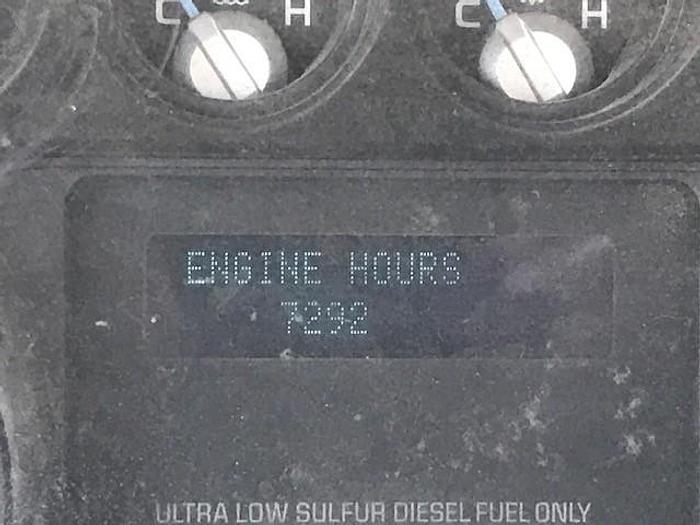 C H C H
ENGINE HOURS
7292
ULTRA LOW SULFUR DIESEL FUEL ONLY